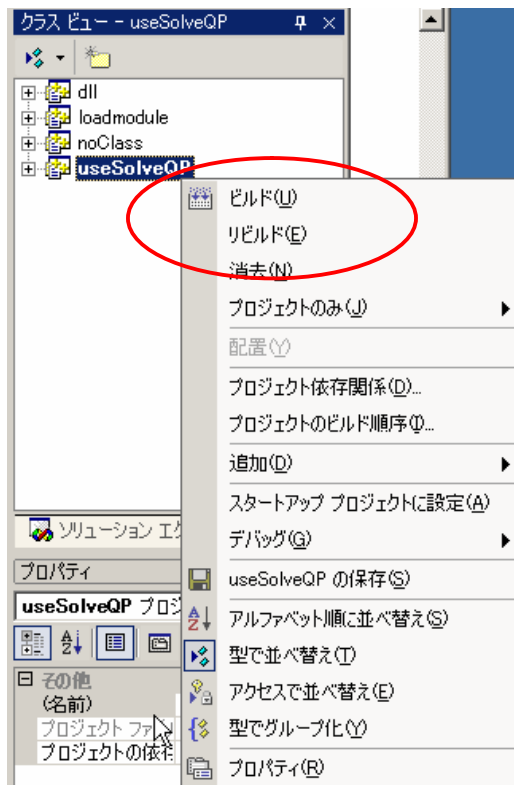 クラス ビュー - useSolveQP
dll
loadmodule
noClass
useSolveQP
ビルド(U)
リビルド(E)
消去(N)
プロジェクトのみ(J)
配置(Y)
プロジェクト依存関係(D)...
プロジェクトのビルド順序(I)...
追加(D)
スタートアップ プロジェクトに設定(A)
デバッグ(G)
useSolveQP の保存(S)
アルファベット順に並べ替え(S)
型で並べ替え(T)
アクセスで並べ替え(E)
型でグループ化(Y)
プロパティ(R)
ソリューション エク
プロパティ
useSolveQP プロジ
その他
(名前)
プロジェクト ファ
プロジェクトの依存